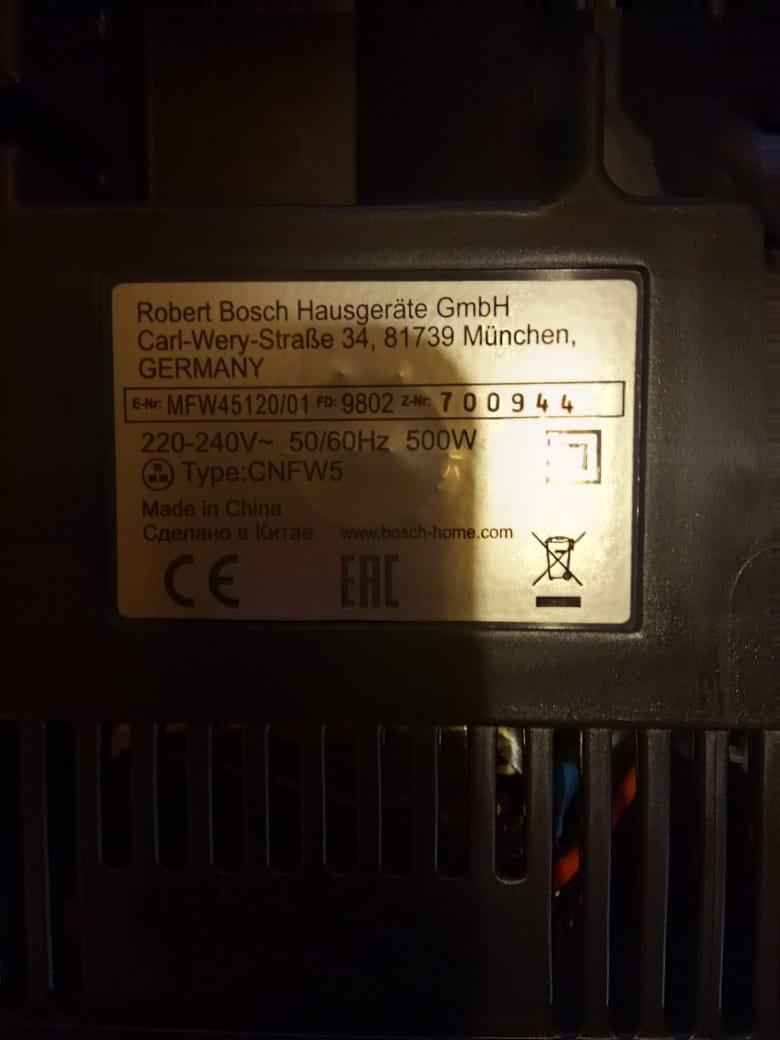 Robert Bosch Hausgeräte GmbH
Carl-Wery-Straße 34, 81739 München,
GERMANY
E-Nr: MFW45120/01 FD: 9802 Z-Nr: 700944
220-240V~ 50/60Hz 500W
Type:CNFW5
Made in China
Сделано в Китае www.bosch-home.com
CE EAC